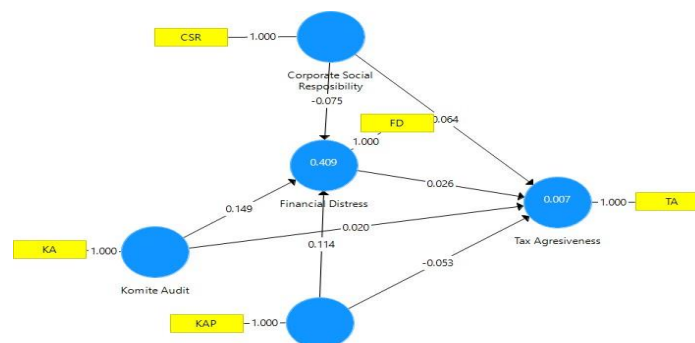 CSR
1.000
Corporate Social
Resposibility
-0.075
FD
0.064
1.000
0.409
Financial Distress
0.026
0.007
1.000
TA
Tax Agresiveness
0.149
0.020
0.114
-0.053
KA
1.000
Komite Audit
KAP
1.000